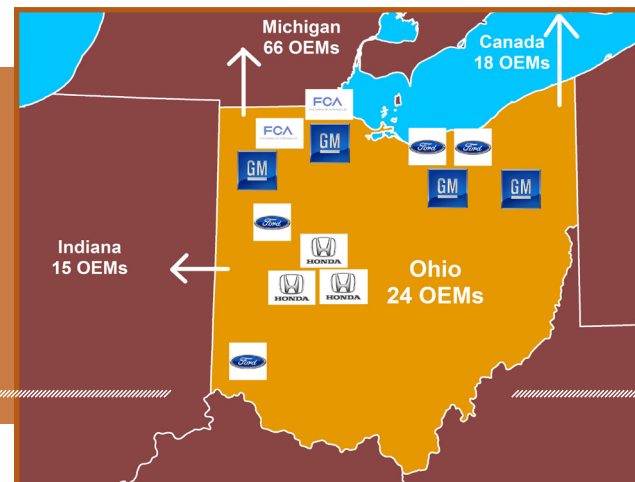 Michigan
66 OEMs
Canada
18 OEMs
FCA
FCA
GM
GM
Ford
Ford
GM
GM
Ford
Indiana
15 OEMs
HONDA
HONDA
HONDA
Ohio
24 OEMs
Ford